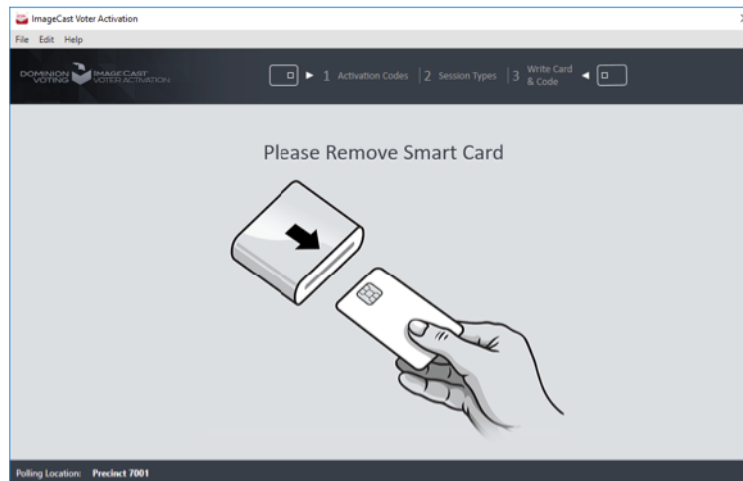 ImageCast Voter Activation
File Edit Help
DOMINION VOTING IMAGECAST VOTER ACTIVATION
1 Activation Codes 2 Session Types 3 Write Card & Code
Please Remove Smart Card
Polling Location: Precinct 7001